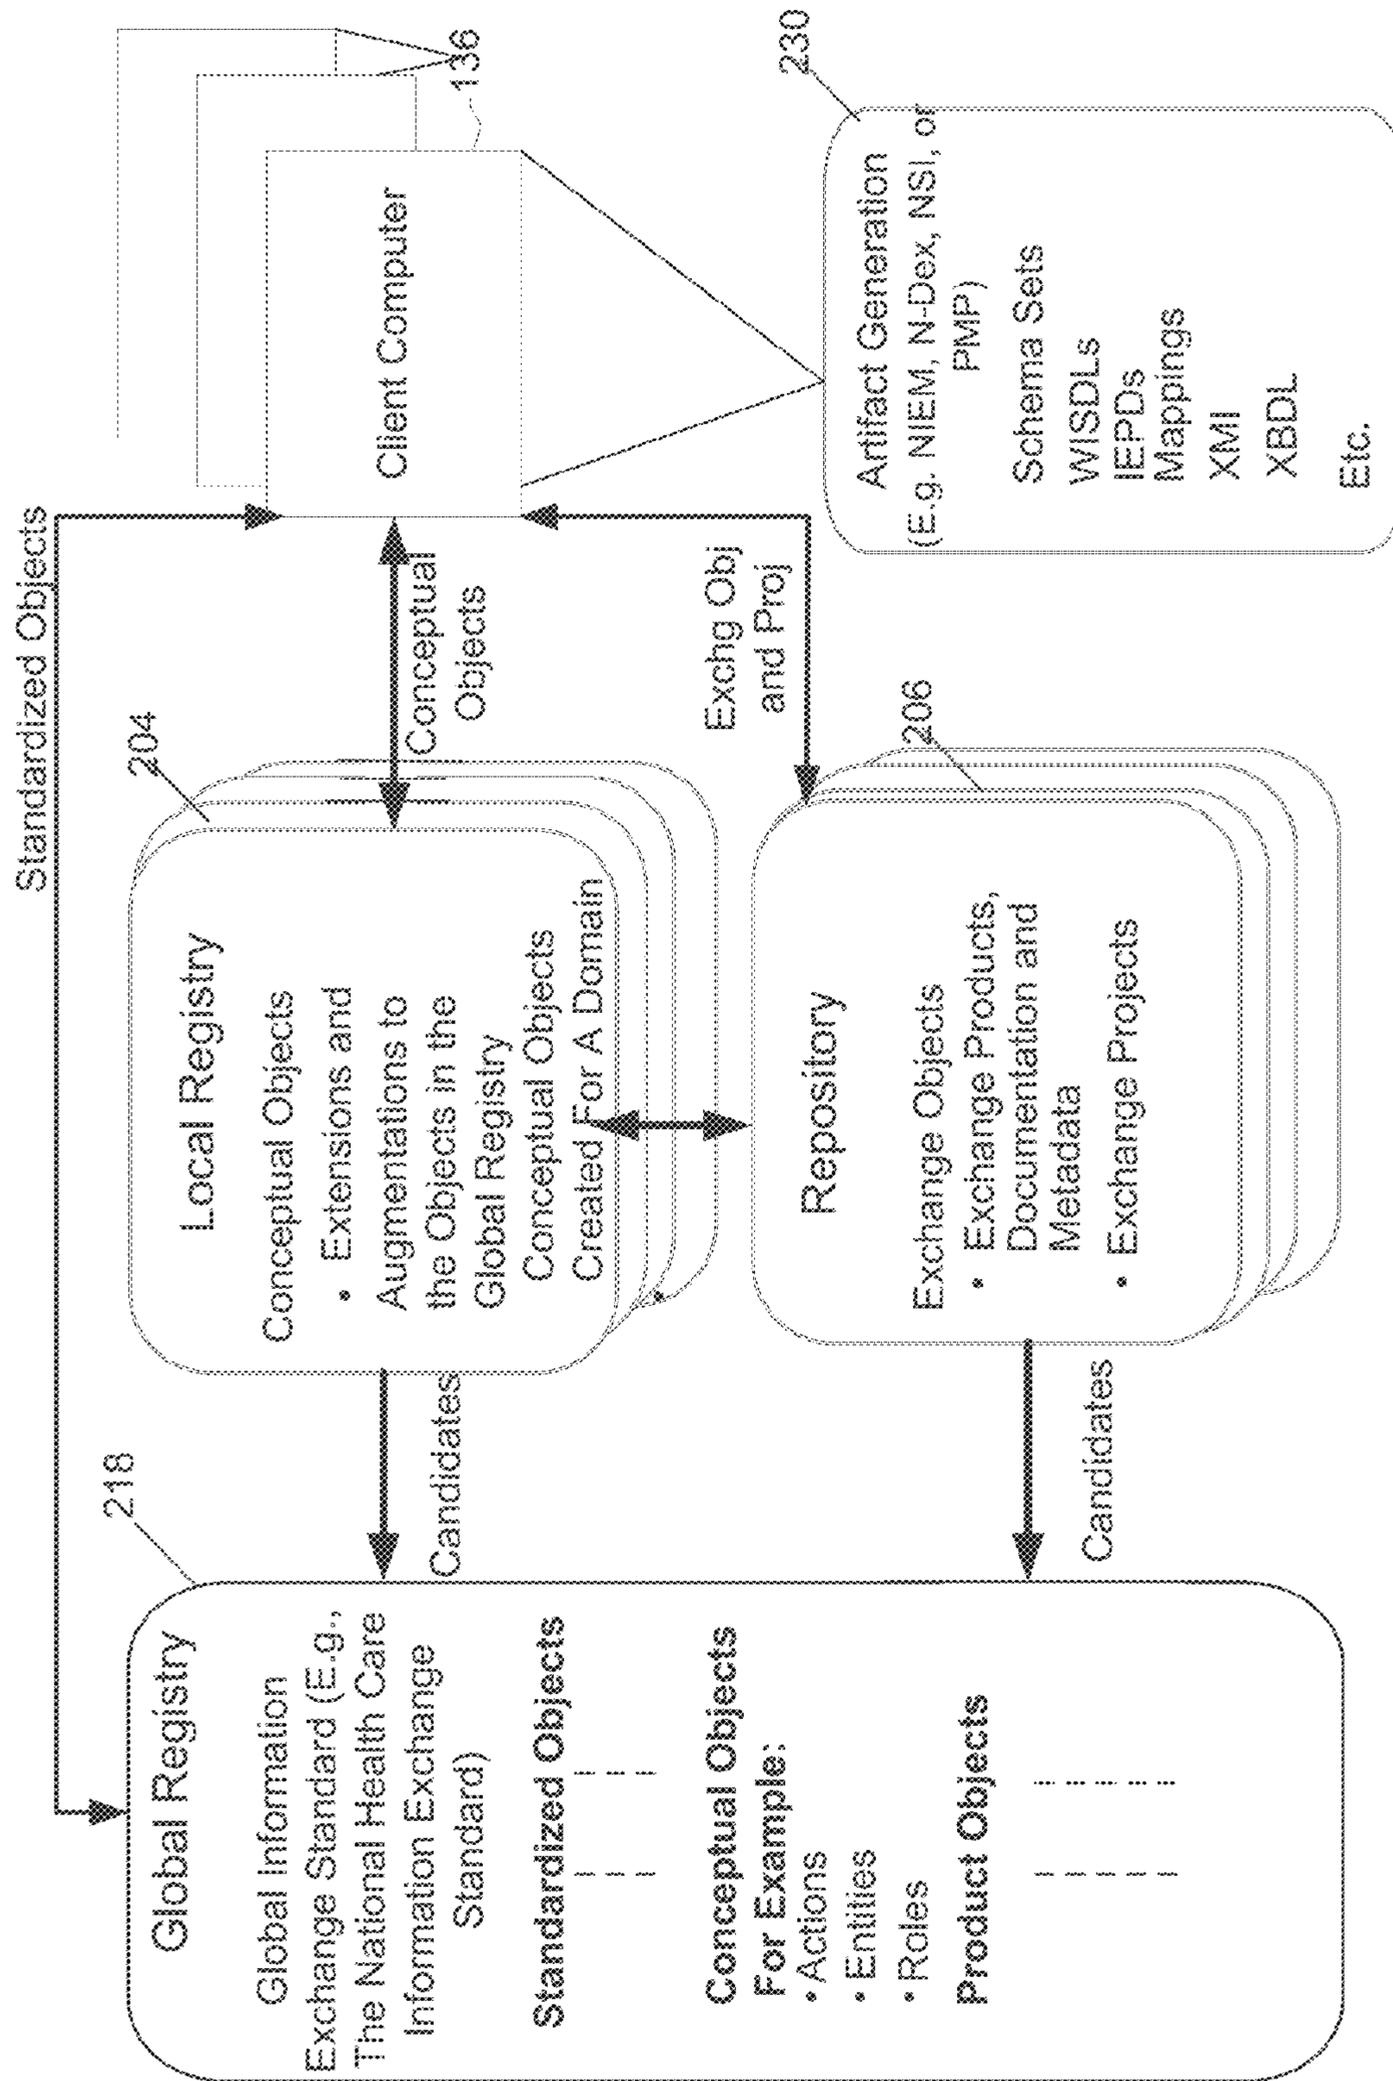 Standardized Objects
218
Global Registry
Global Information
Exchange Standard (E.g.,
The National Health Care
Information Exchange
Standard)
Standardized Objects
Conceptual Objects
For Example:
• Actions
• Entities
• Roles
Product Objects
Candidates
Candidates
204
Local Registry
Conceptual Objects
• Extensions and
Augmentations to
the Objects in the
Global Registry
• Conceptual Objects
Created For A Domain
206
Repository
Exchange Objects
• Exchange Products,
Documentation and
Metadata
• Exchange Projects
Conceptual
Objects
Exchg Obj
and Proj
136
Client Computer
230
Artifact Generation
(E.g. NIEM, N-Dex, NSI, or
PMP)
Schema Sets
WISDLs
IEPDs
Mappings
XMI
XBDL
Etc.